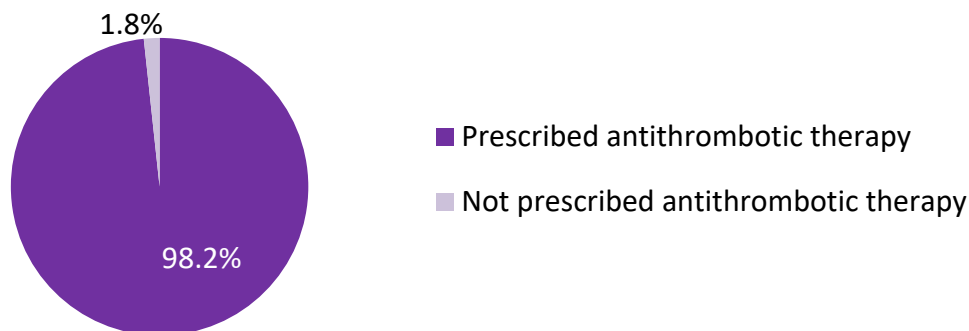 1.8%
98.2%
Prescribed antithrombotic therapy
Not prescribed antithrombotic therapy